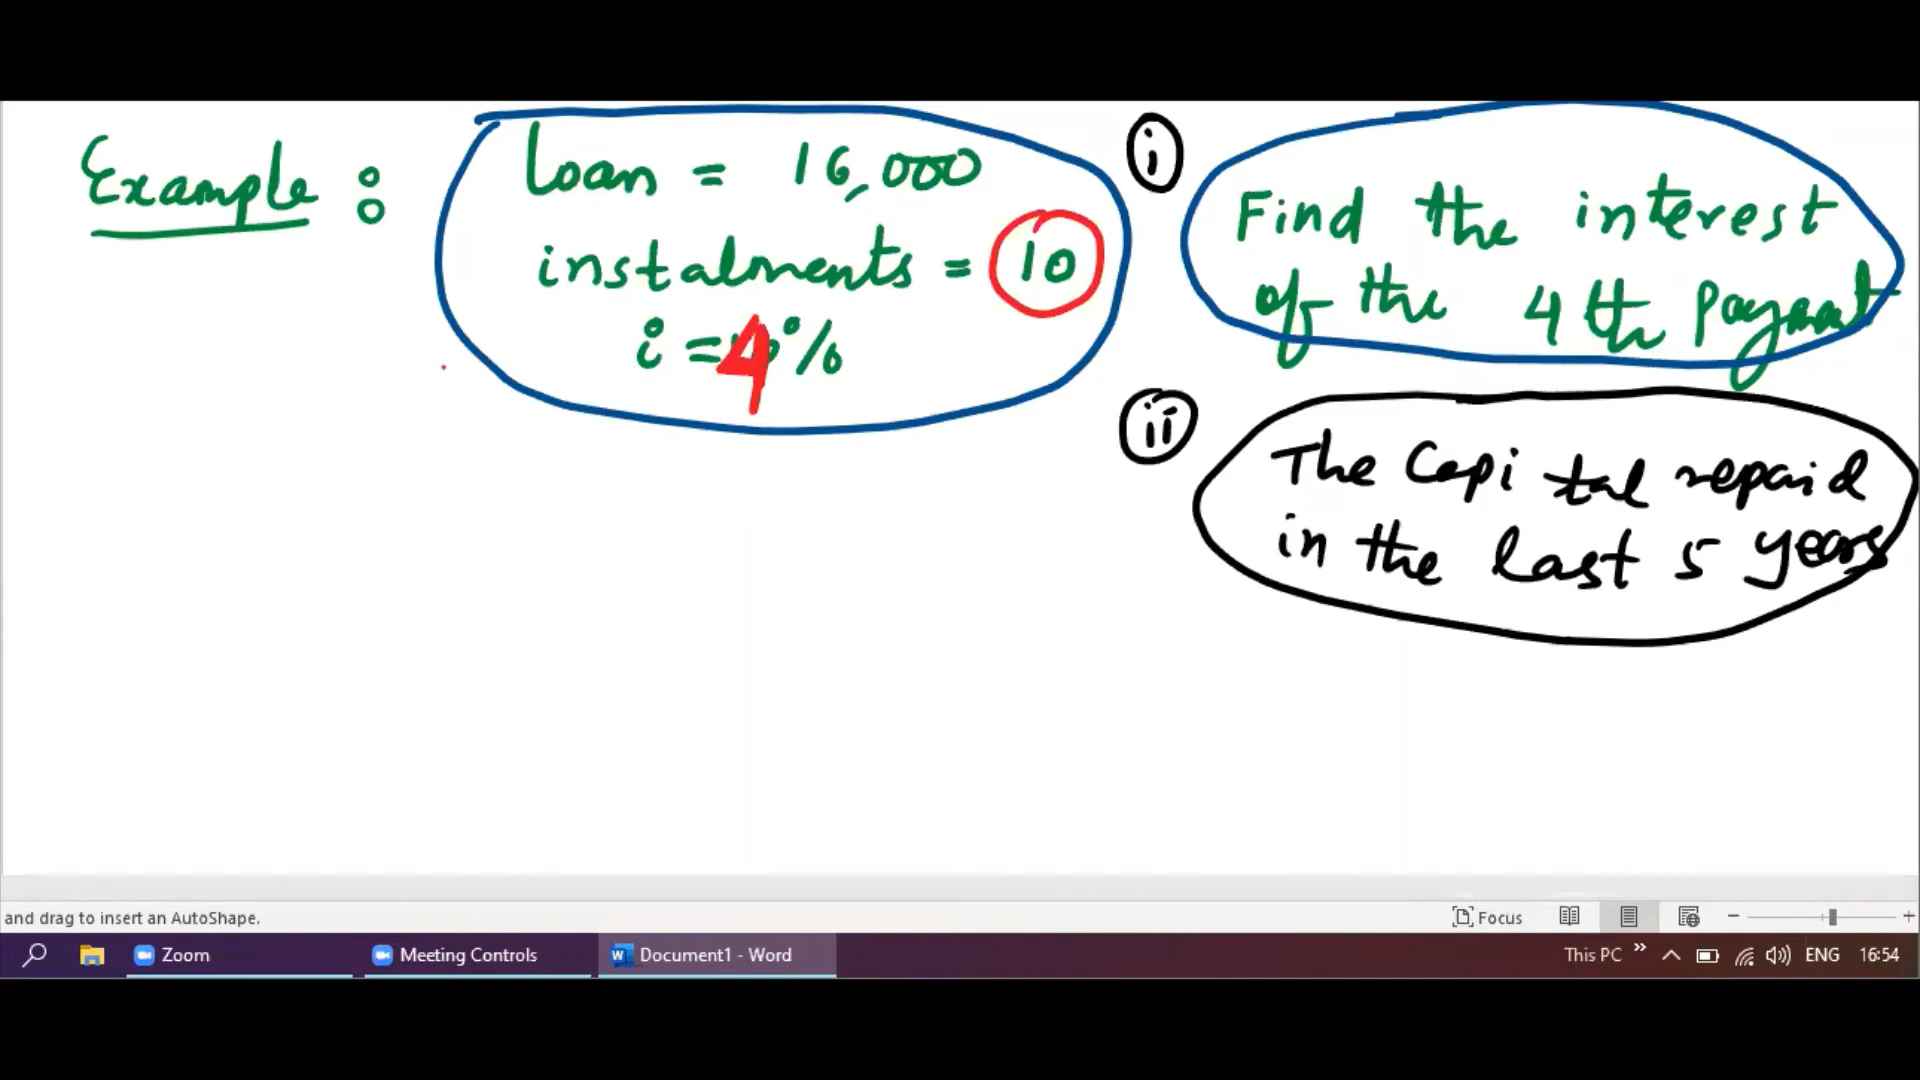 Example :
loan = 16,000
instalments = 10
i = 4%
i
Find the interest
of the 4th payment
ii
The Capital repaid
in the last 5 years
and drag to insert an AutoShape.
Focus
Zoom
Meeting Controls
Document1 - Word
This PC
ENG
16:54